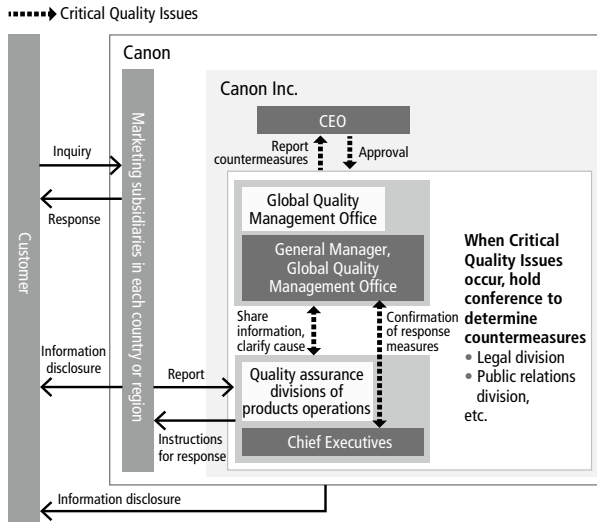 Critical Quality Issues
Canon
Canon Inc.
CEO
Report
countermeasures
Approval
Inquiry
Response
Customer
Marketing subsidiaries in each country or region
Global Quality
Management Office
General Manager,
Global Quality
Management Office
When Critical
Quality Issues
occur, hold
conference to
determine
countermeasures
• Legal division
• Public relations
division,
etc.
Share
information,
clarify cause
Confirmation
of response
measures
Information
disclosure
Report
Quality assurance
divisions of
products operations
Instructions
for response
Chief Executives
Information disclosure